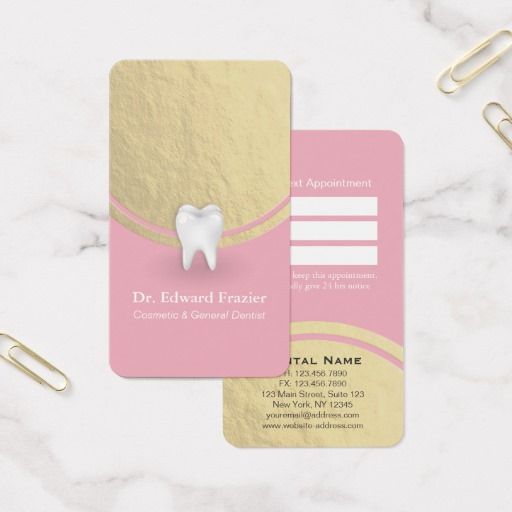 Dr. Edward Frazier
Cosmetic & General Dentist
ext Appointment
keep this appointment,
dly give 24 hrs notice
NTAL NAME
H: 123.456.7890
FX: 123.456.7890
123 Main Street, Suite 123
New York, NY 12345
youremail@address.com
www.website-address.com